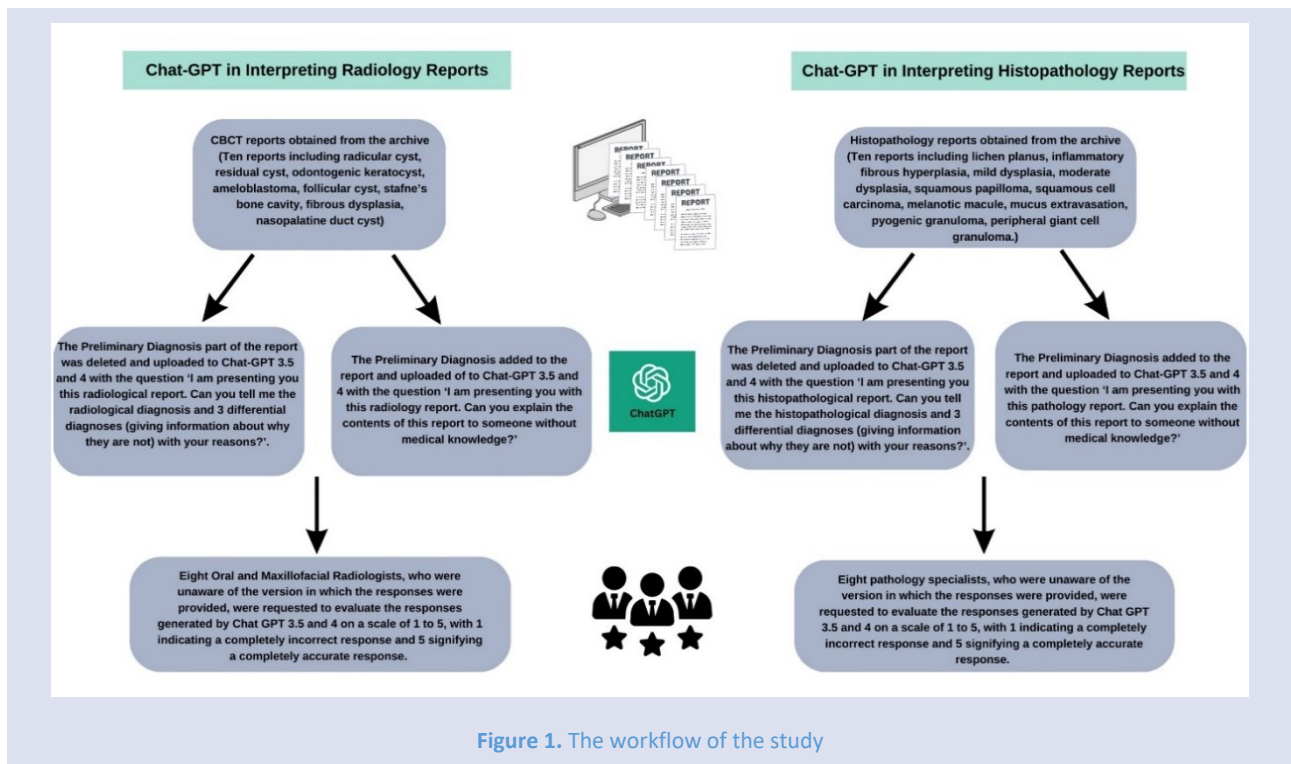 Chat-GPT in Interpreting Radiology Reports
CBCT reports obtained from the archive
(Ten reports including radicular cyst,
residual cyst, odontogenic keratocyst,
ameloblastoma, follicular cyst, stafne's
bone cavity, fibrous dysplasia,
nasopalatine duct cyst)
The Preliminary Diagnosis part of the report
was deleted and uploaded to Chat-GPT 3.5
and 4 with the question ‘I am presenting you
this radiological report. Can you tell me the
radiological diagnosis and 3 differential
diagnoses (giving information about why
they are not) with your reasons?’.
The Preliminary Diagnosis added to the
report and uploaded of to Chat-GPT 3.5 and
4 with the question ‘I am presenting you with
this radiology report. Can you explain the
contents of this report to someone without
medical knowledge?’
Eight Oral and Maxillofacial Radiologists, who were
unaware of the version in which the responses were
provided, were requested to evaluate the responses
generated by Chat GPT 3.5 and 4 on a scale of 1 to 5, with 1
indicating a completely incorrect response and 5 signifying
a completely accurate response.
REPORT
REPORT
REPORT
REPORT
REPORT
REPORT
ChatGPT
Chat-GPT in Interpreting Histopathology Reports
Histopathology reports obtained from the archive
(Ten reports including lichen planus, inflammatory
fibrous hyperplasia, mild dysplasia, moderate
dysplasia, squamous papilloma, squamous cell
carcinoma, melanotic macule, mucus extravasation,
pyogenic granuloma, peripheral giant cell
granuloma.)
The Preliminary Diagnosis part of the report
was deleted and uploaded to Chat-GPT 3.5
and 4 with the question ‘I am presenting you
this histopathological report. Can you tell
me the histopathological diagnosis and 3
differential diagnoses (giving information
about why they are not) with your reasons?’.
The Preliminary Diagnosis added to the
report and uploaded to Chat-GPT 3.5 and 4
with the question ‘I am presenting you with
this pathology report. Can you explain the
contents of this report to someone without
medical knowledge?’
Eight pathology specialists, who were unaware of the
version in which the responses were provided, were
requested to evaluate the responses generated by Chat GPT
3.5 and 4 on a scale of 1 to 5, with 1 indicating a completely
incorrect response and 5 signifying a completely accurate
response.
Figure 1. The workflow of the study